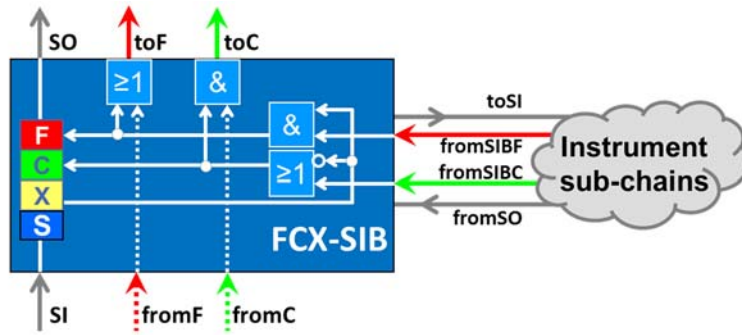 SO
toF
toC
≥1
&
toSI
F
&
fromSIBF
Instrument
C
≥1
fromSIBC
sub-chains
X
fromSO
S
FCX-SIB
SI
fromF
fromC